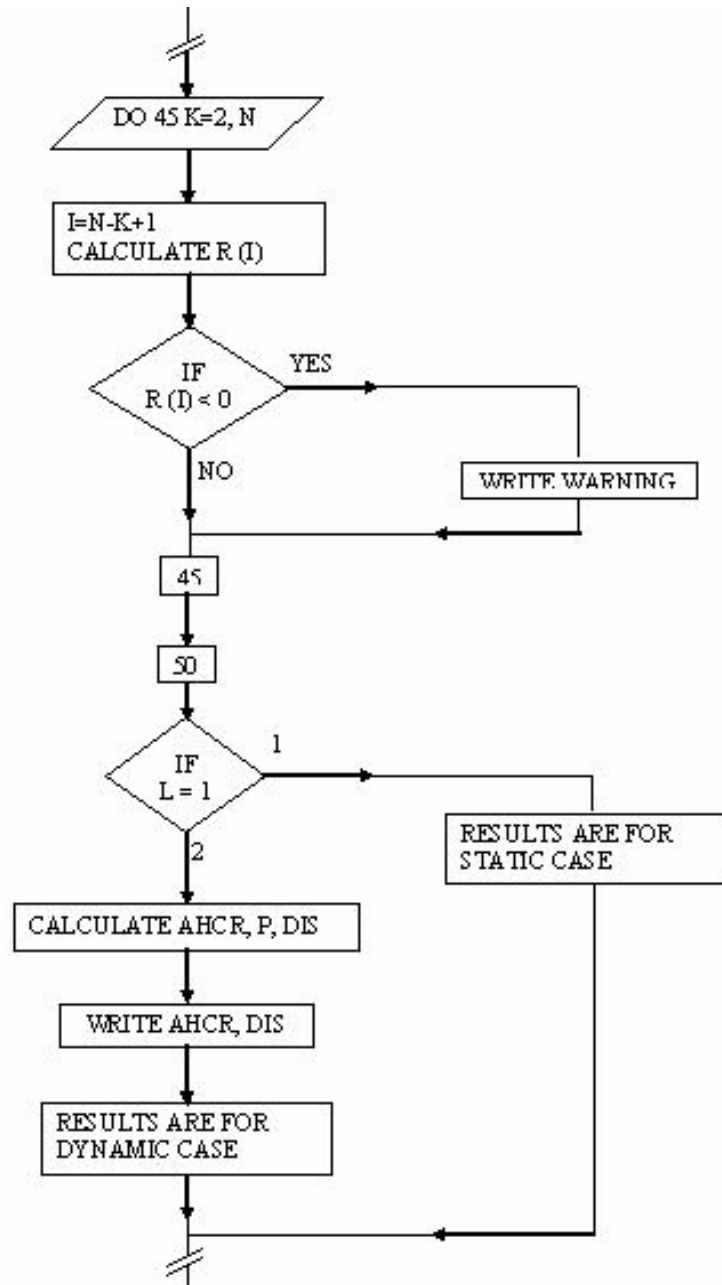 DO 45 K=2, N
I=N-K+1
CALCULATE R (I)
IF
R (I) < 0
YES
NO
WRITE WARNING
45
50
IF
L = 1
1
2
RESULTS ARE FOR
STATIC CASE
CALCULATE AHCR, P, DIS
WRITE AHCR, DIS
RESULTS ARE FOR
DYNAMIC CASE